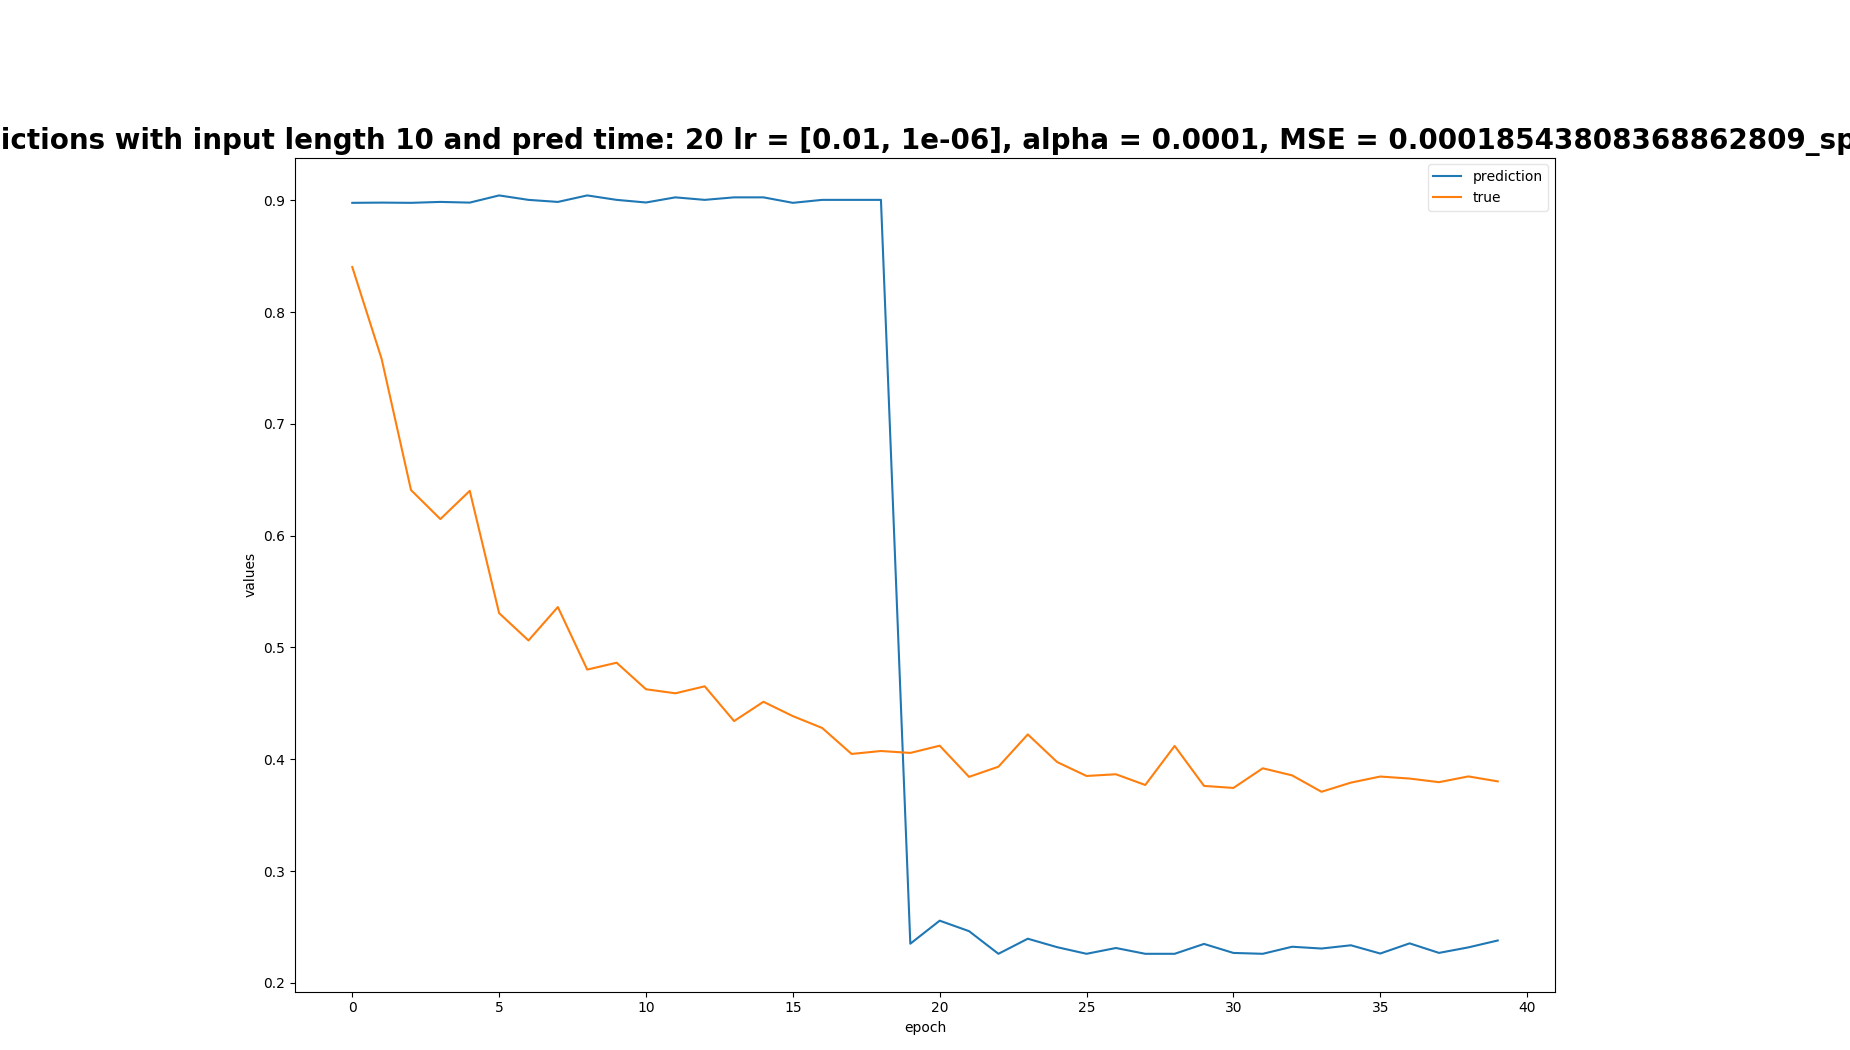 ictions with input length 10 and pred time: 20 lr = [0.01, 1e-06], alpha = 0.0001, MSE = 0.00018543808368862809_sp
prediction
true
0.9
0.8
0.7
0.6
0.5
0.4
0.3
0.2
values
0 5 10 15 20 25 30 35 40
epoch